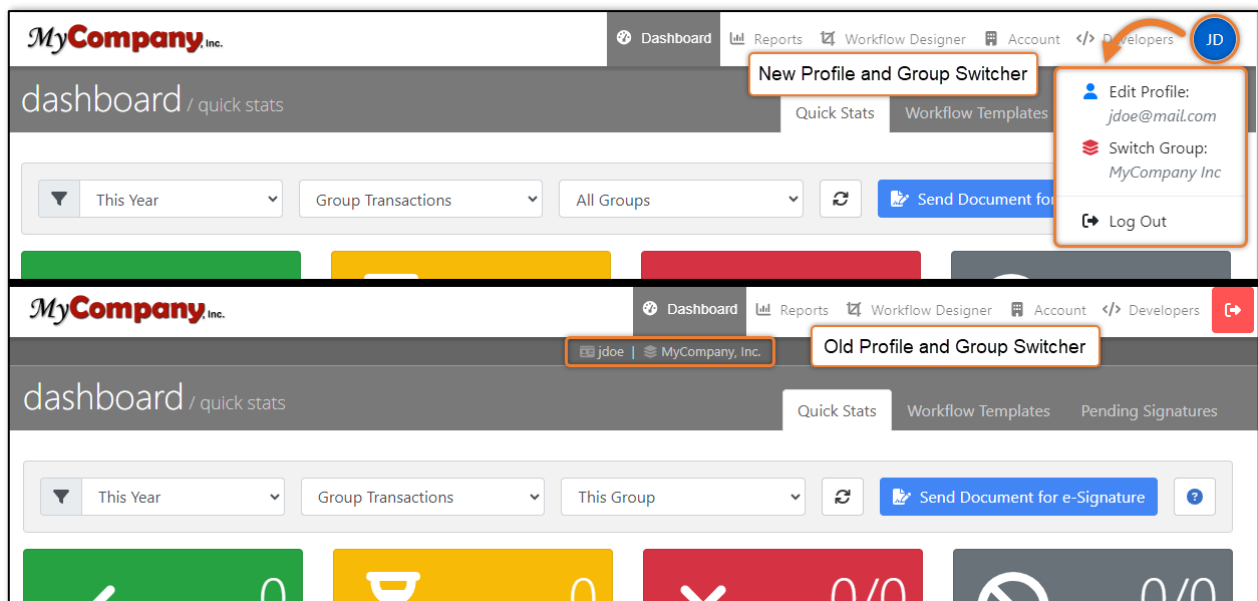 MyCompany, Inc.
Dashboard Reports Workflow Designer Account </> Developers JD
New Profile and Group Switcher
dashboard / quick stats
Quick Stats Workflow Templates
Edit Profile:
jdoe@mail.com
Switch Group:
MyCompany Inc
Log Out
This Year Group Transactions All Groups Send Document for
MyCompany, Inc.
Dashboard Reports Workflow Designer Account </> Developers
jdoe | MyCompany, Inc.
Old Profile and Group Switcher
dashboard / quick stats
Quick Stats Workflow Templates Pending Signatures
This Year Group Transactions This Group Send Document for e-Signature ?
0 0 0/0 0/0